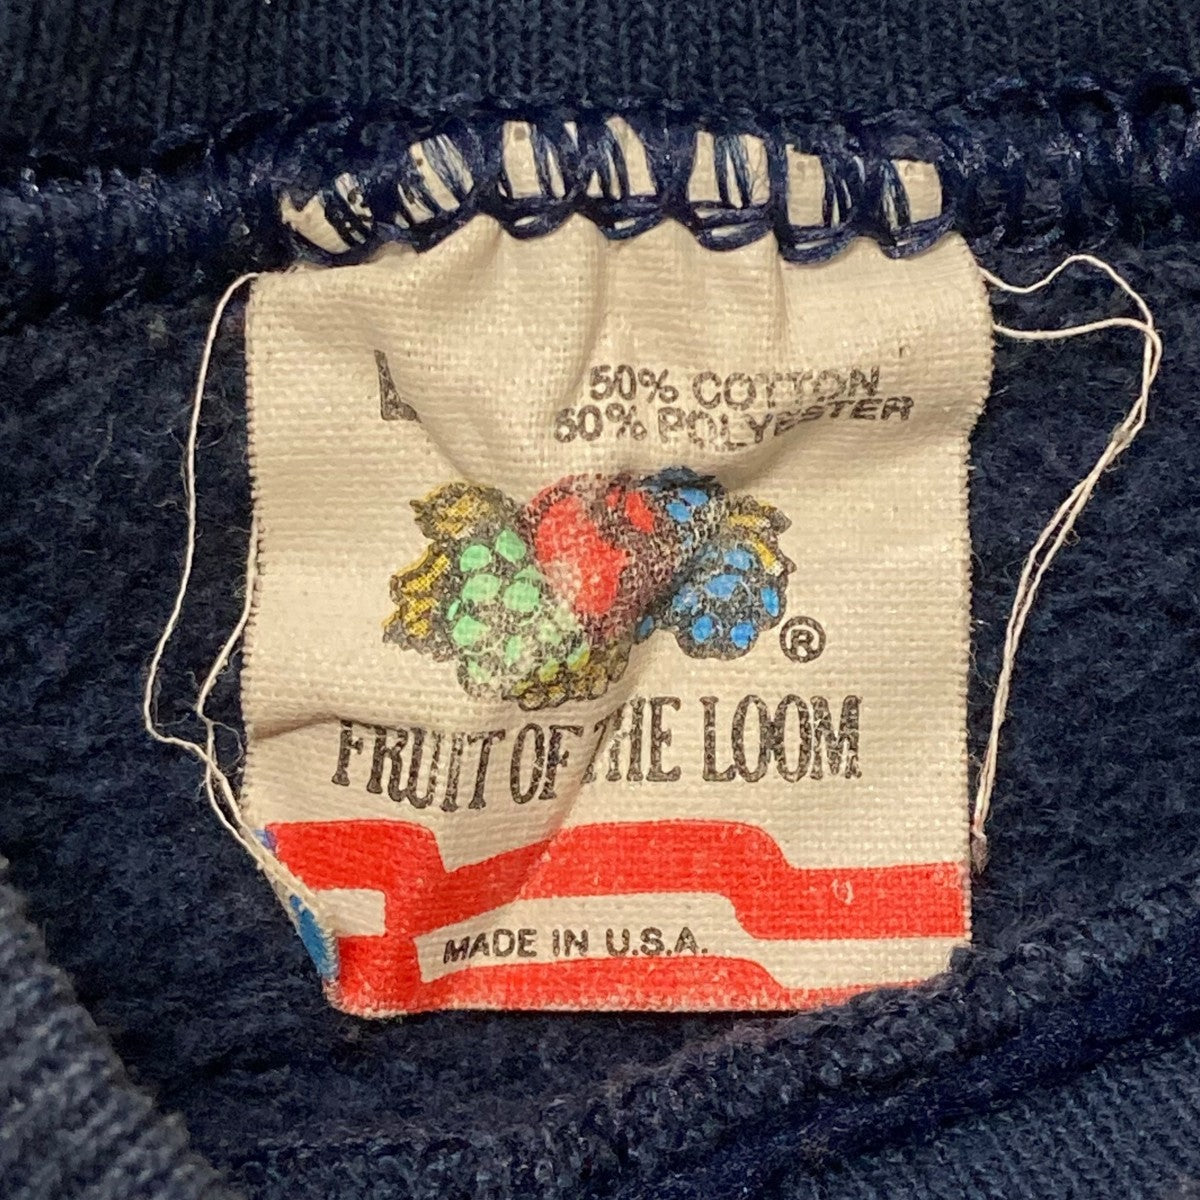 L 50% COTTON
50% POLYESTER
®
FRUIT OF THE LOOM
MADE IN U.S.A.